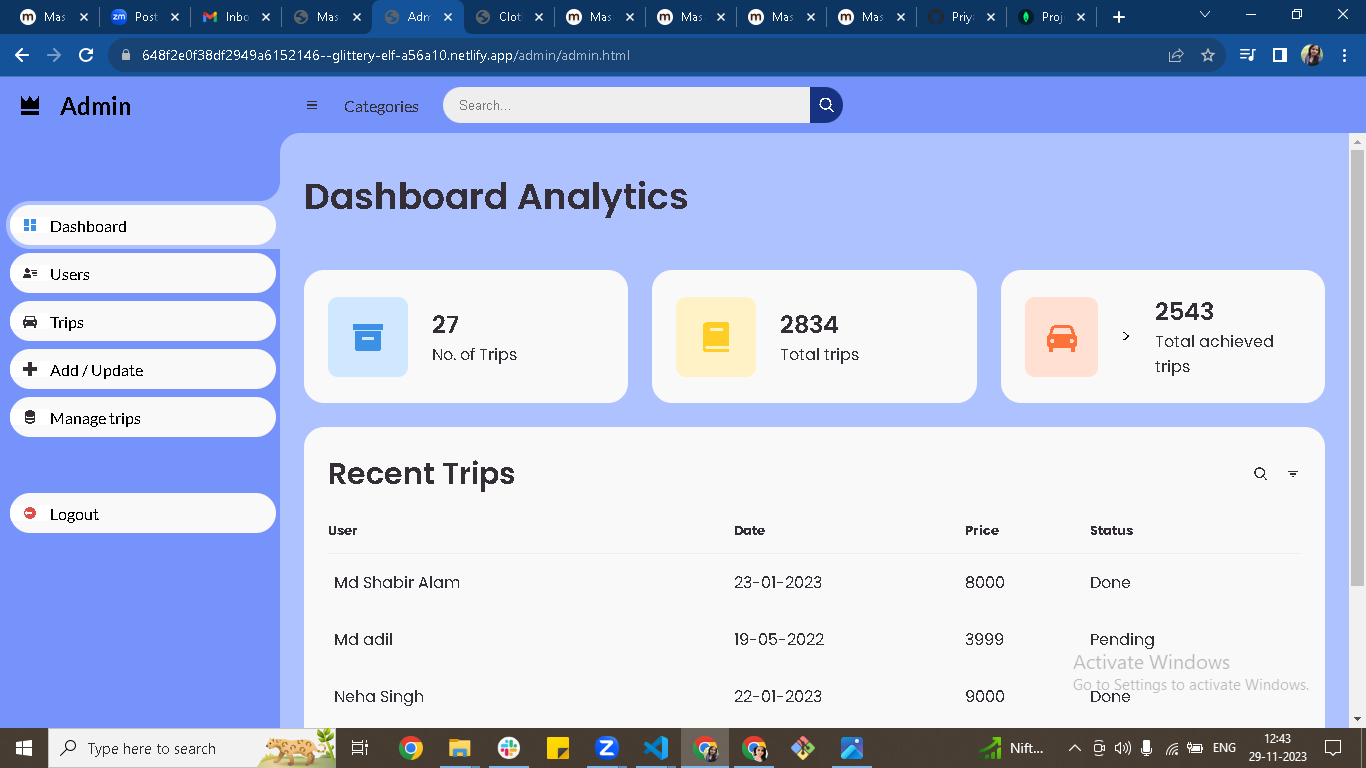 Mas
Post
Inbo
Mas
Adm
Clot
Mas
Mas
Mas
Mas
Priy
Proj
648f2e0f38df2949a6152146--glittery-elf-a56a10.netlify.app/admin/admin.html
Admin
Categories
Search...
Dashboard
Users
Trips
Add / Update
Manage trips
Logout
Dashboard Analytics
27
No. of Trips
2834
Total trips
>
2543
Total achieved
trips
Recent Trips
User Date Price Status
Md Shabir Alam 23-01-2023 8000 Done
Md adil 19-05-2022 3999 Pending
Neha Singh 22-01-2023 9000 Done
Activate Windows
Go to Settings to activate Windows.
Type here to search
Nift...
ENG
12:43
29-11-2023